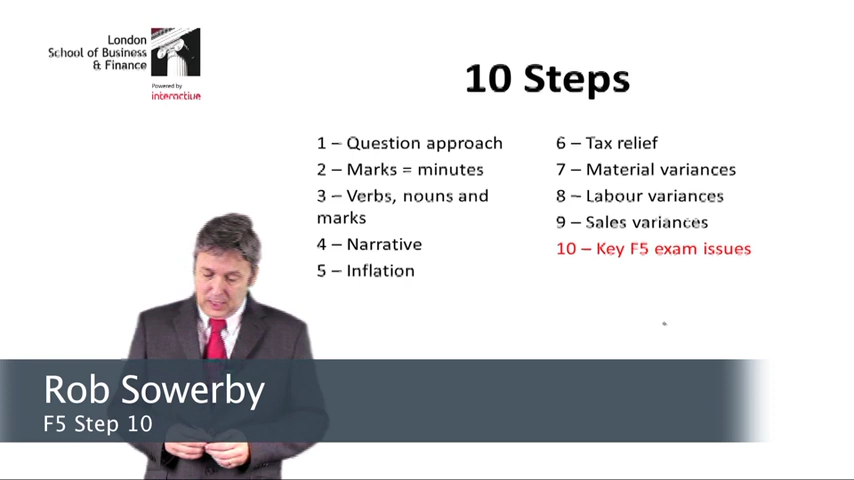 London
School of Business
& Finance
Powered by
interactive
10 Steps
1 – Question approach
2 – Marks = minutes
3 – Verbs, nouns and
marks
4 – Narrative
5 – Inflation
6 – Tax relief
7 – Material variances
8 – Labour variances
9 – Sales variances
10 – Key F5 exam issues
Rob Sowerby
F5 Step 10